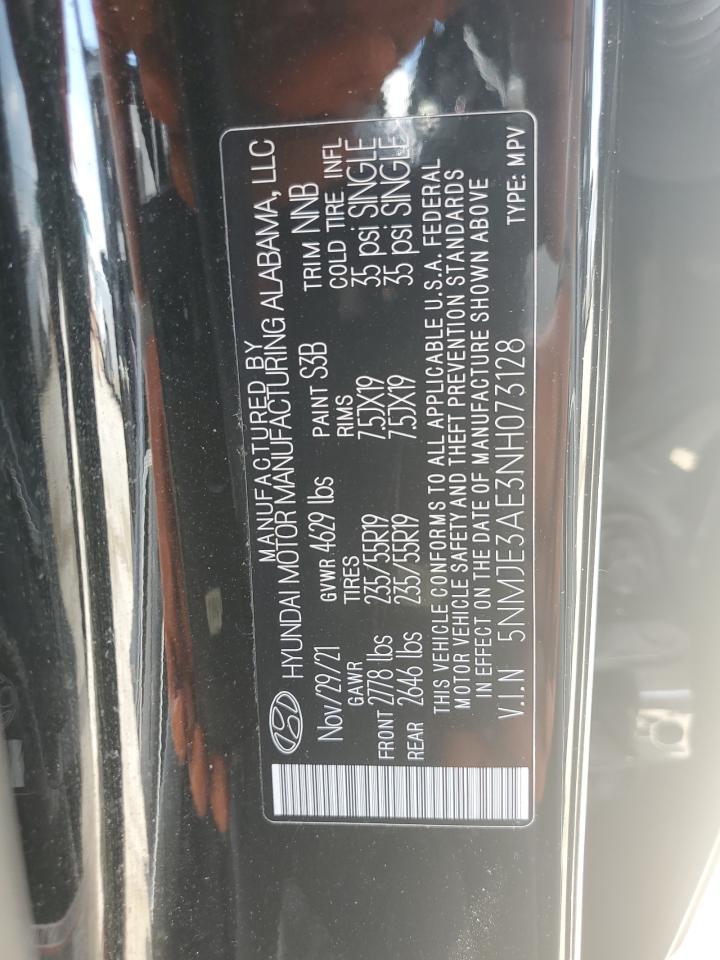 MANUFACTURED BY
HYUNDAI MOTOR MANUFACTURING ALABAMA, LLC
Nov/29/21 GVWR 4629 lbs PAINT S3B TRIM NNB
GAWR TIRES RIMS COLD TIRE INFL
FRONT 2778 lbs 235/55R19 7.5JX19 35 psi SINGLE
REAR 2646 lbs 235/55R19 7.5JX19 35 psi SINGLE
THIS VEHICLE CONFORMS TO ALL APPLICABLE U.S.A. FEDERAL
MOTOR VEHICLE SAFETY AND THEFT PREVENTION STANDARDS
IN EFFECT ON THE DATE OF MANUFACTURE SHOWN ABOVE
V.I.N 5NMJE3AE3NH073128 TYPE: MPV